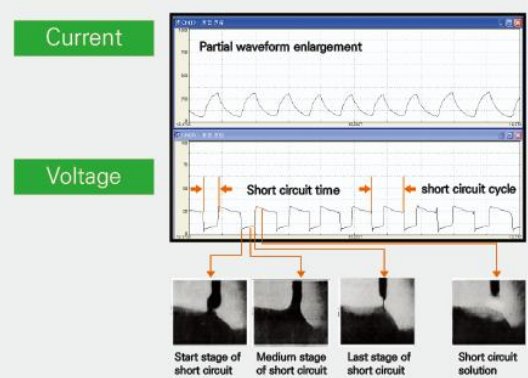 Current
Partial waveform enlargement
Voltage
Short circuit time
short circuit cycle
Start stage of
short circuit
Medium stage
of short circuit
Last stage of
short circuit
Short circuit
solution